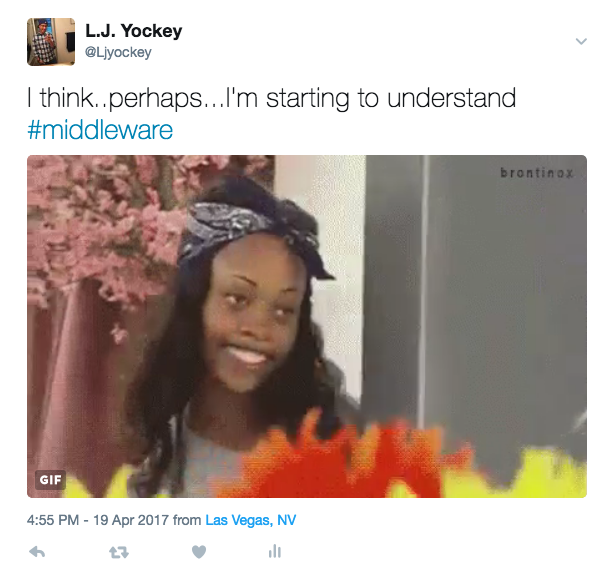 L.J. Yockey
@Ljyockey
I think..perhaps...I'm starting to understand
#middleware
brontinox
GIF
4:55 PM - 19 Apr 2017 from Las Vegas, NV